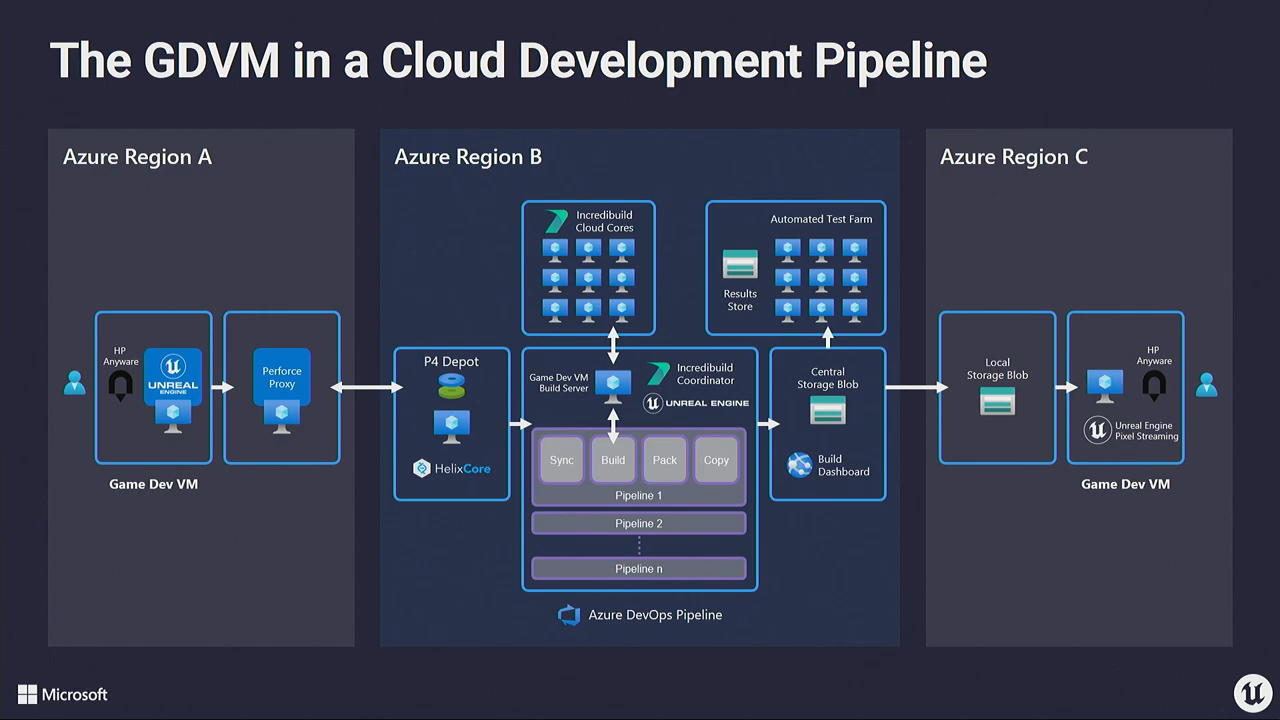 The GDVM in a Cloud Development Pipeline
Azure Region A
HP
Anyware
UNREAL
ENGINE
Game Dev VM
Perforce
Proxy
Azure Region B
P4 Depot
HelixCore
Incredibuild
Cloud Cores
Game Dev VM
Build Server
Incredibuild
Coordinator
UNREAL ENGINE
Sync
Build
Pack
Copy
Pipeline 1
Pipeline 2
Pipeline n
Azure DevOps Pipeline
Automated Test Farm
Results
Store
Central
Storage Blob
Build
Dashboard
Azure Region C
Local
Storage Blob
HP
Anyware
Unreal Engine
Pixel Streaming
Game Dev VM
Microsoft